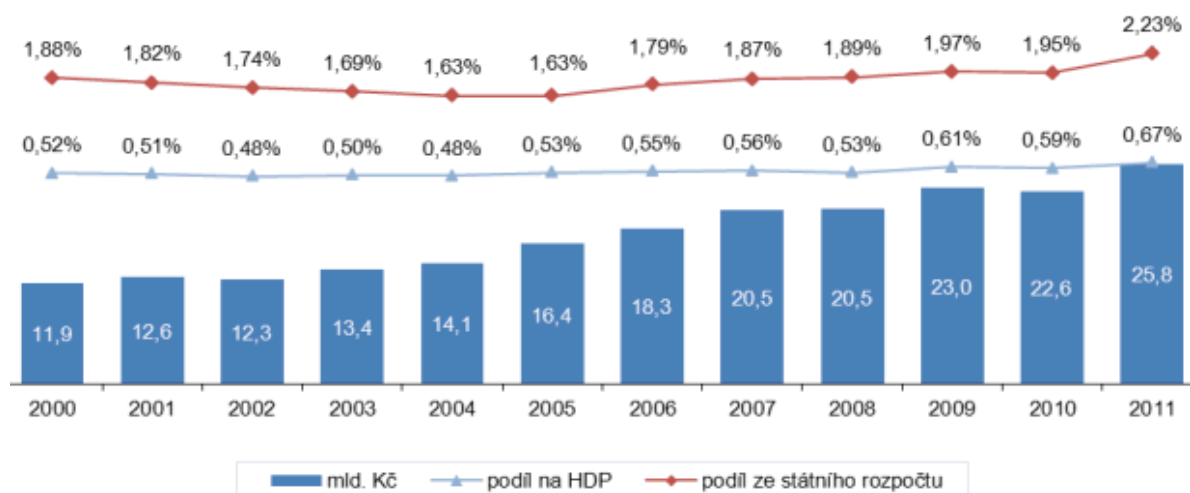 1,88% 1,82% 1,74% 1,69% 1,63% 1,63% 1,79% 1,87% 1,89% 1,97% 1,95% 2,23%
0,52% 0,51% 0,48% 0,50% 0,48% 0,53% 0,55% 0,56% 0,53% 0,61% 0,59% 0,67%
11,9 12,6 12,3 13,4 14,1 16,4 18,3 20,5 20,5 23,0 22,6 25,8
2000 2001 2002 2003 2004 2005 2006 2007 2008 2009 2010 2011
mld. Kč podíl na HDP podíl ze státního rozpočtu